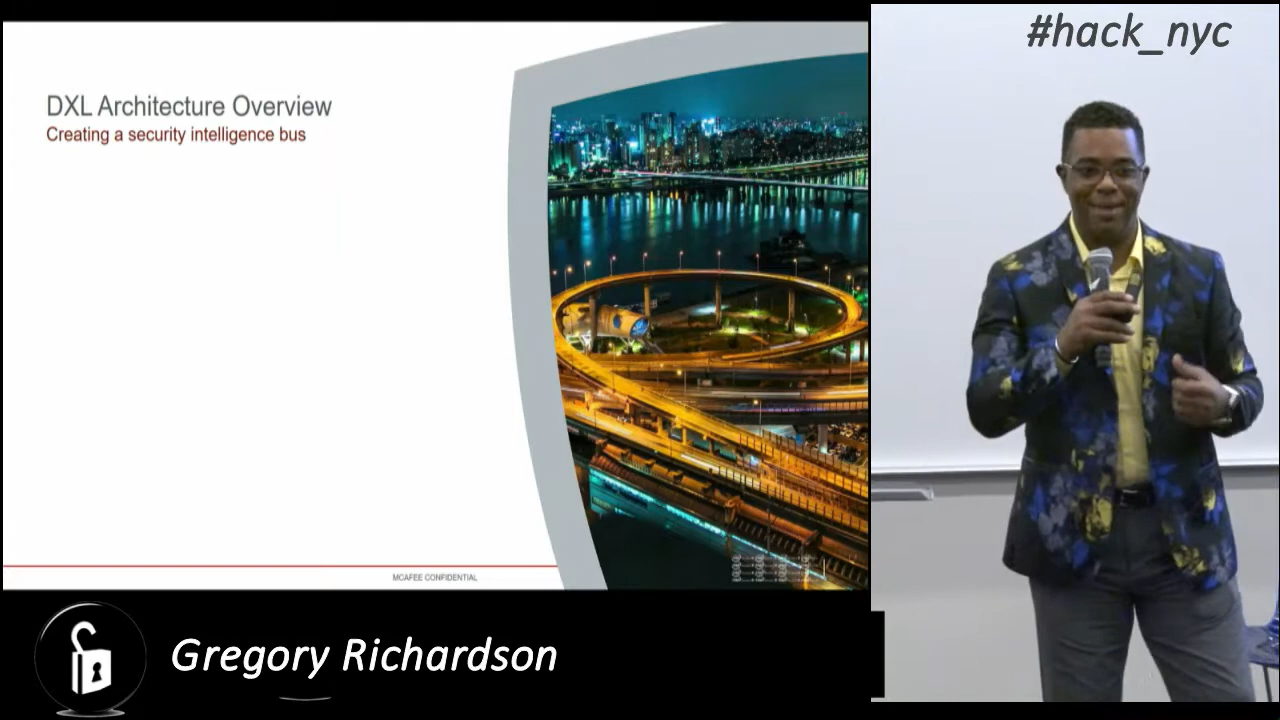 #hack_nyc
DXL Architecture Overview
Creating a security intelligence bus
MCAFEE CONFIDENTIAL
Gregory Richardson